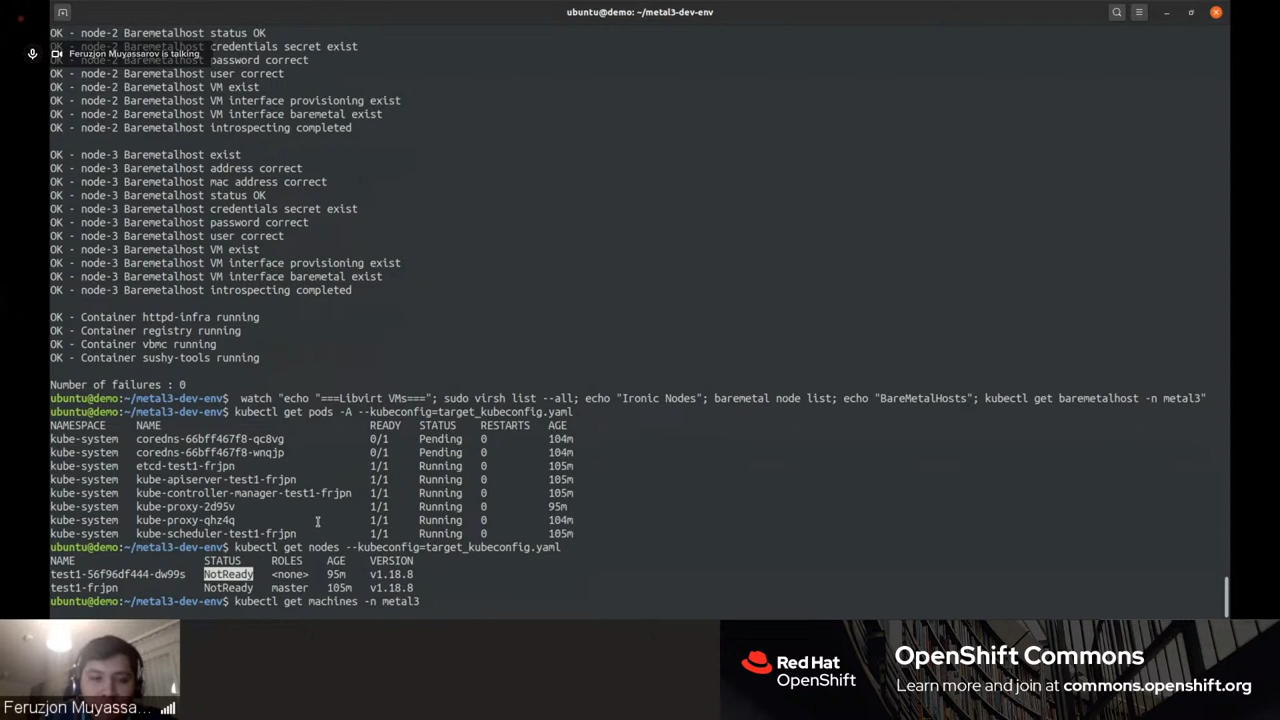 ubuntu@demo: ~/metal3-dev-env
OK - node-2 Baremetalhost status OK
OK - node-2 Baremetalhost credentials secret exist
Feruzjon Muyassarov is talking
OK - node-2 Baremetalhost password correct
OK - node-2 Baremetalhost user correct
OK - node-2 Baremetalhost VM exist
OK - node-2 Baremetalhost VM interface provisioning exist
OK - node-2 Baremetalhost VM interface baremetal exist
OK - node-2 Baremetalhost introspecting completed
OK - node-3 Baremetalhost exist
OK - node-3 Baremetalhost address correct
OK - node-3 Baremetalhost mac address correct
OK - node-3 Baremetalhost status OK
OK - node-3 Baremetalhost credentials secret exist
OK - node-3 Baremetalhost password correct
OK - node-3 Baremetalhost user correct
OK - node-3 Baremetalhost VM exist
OK - node-3 Baremetalhost VM interface provisioning exist
OK - node-3 Baremetalhost VM interface baremetal exist
OK - node-3 Baremetalhost introspecting completed
OK - Container httpd-infra running
OK - Container registry running
OK - Container vbmc running
OK - Container sushy-tools running
Number of failures : 0
ubuntu@demo:~/metal3-dev-env$  watch "echo "===Libvirt VMs==="; sudo virsh list --all; echo "Ironic Nodes"; baremetal node list; echo "BareMetalHosts"; kubectl get baremetalhost -n metal3"
ubuntu@demo:~/metal3-dev-env$ kubectl get pods -A --kubeconfig=target_kubeconfig.yaml
NAMESPACE NAME READY STATUS RESTARTS AGE
kube-system coredns-66bff467f8-qc8vg 0/1 Pending 0 104m
kube-system coredns-66bff467f8-wnqjp 0/1 Pending 0 104m
kube-system etcd-test1-frjpn 1/1 Running 0 105m
kube-system kube-apiserver-test1-frjpn 1/1 Running 0 105m
kube-system kube-controller-manager-test1-frjpn 1/1 Running 0 105m
kube-system kube-proxy-2d95v 1/1 Running 0 95m
kube-system kube-proxy-qhz4q 1/1 Running 0 104m
kube-system kube-scheduler-test1-frjpn 1/1 Running 0 105m
ubuntu@demo:~/metal3-dev-env$ kubectl get nodes --kubeconfig=target_kubeconfig.yaml
NAME STATUS ROLES AGE VERSION
test1-56f96df444-dw99s NotReady <none> 95m v1.18.8
test1-frjpn NotReady master 105m v1.18.8
ubuntu@demo:~/metal3-dev-env$ kubectl get machines -n metal3
Feruzjon Muyassa...
Red Hat
OpenShift
OpenShift Commons
Learn more and join at commons.openshift.org